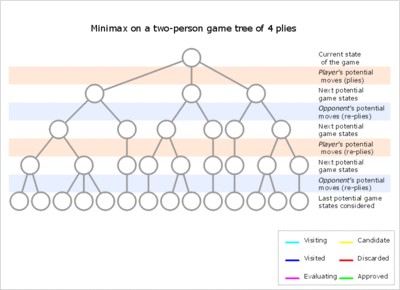 Minimax on a two-person game tree of 4 plies
Current state
of the game
Player's potential
moves (plies)
Next potential
game states
Opponent's potential
moves (re-plies)
Next potential
game states
Player's potential
moves (re-plies)
Next potential
game states
Opponent's potential
moves (re-plies)
Last potential game
states considered
Visiting
Candidate
Visited
Discarded
Evaluating
Approved